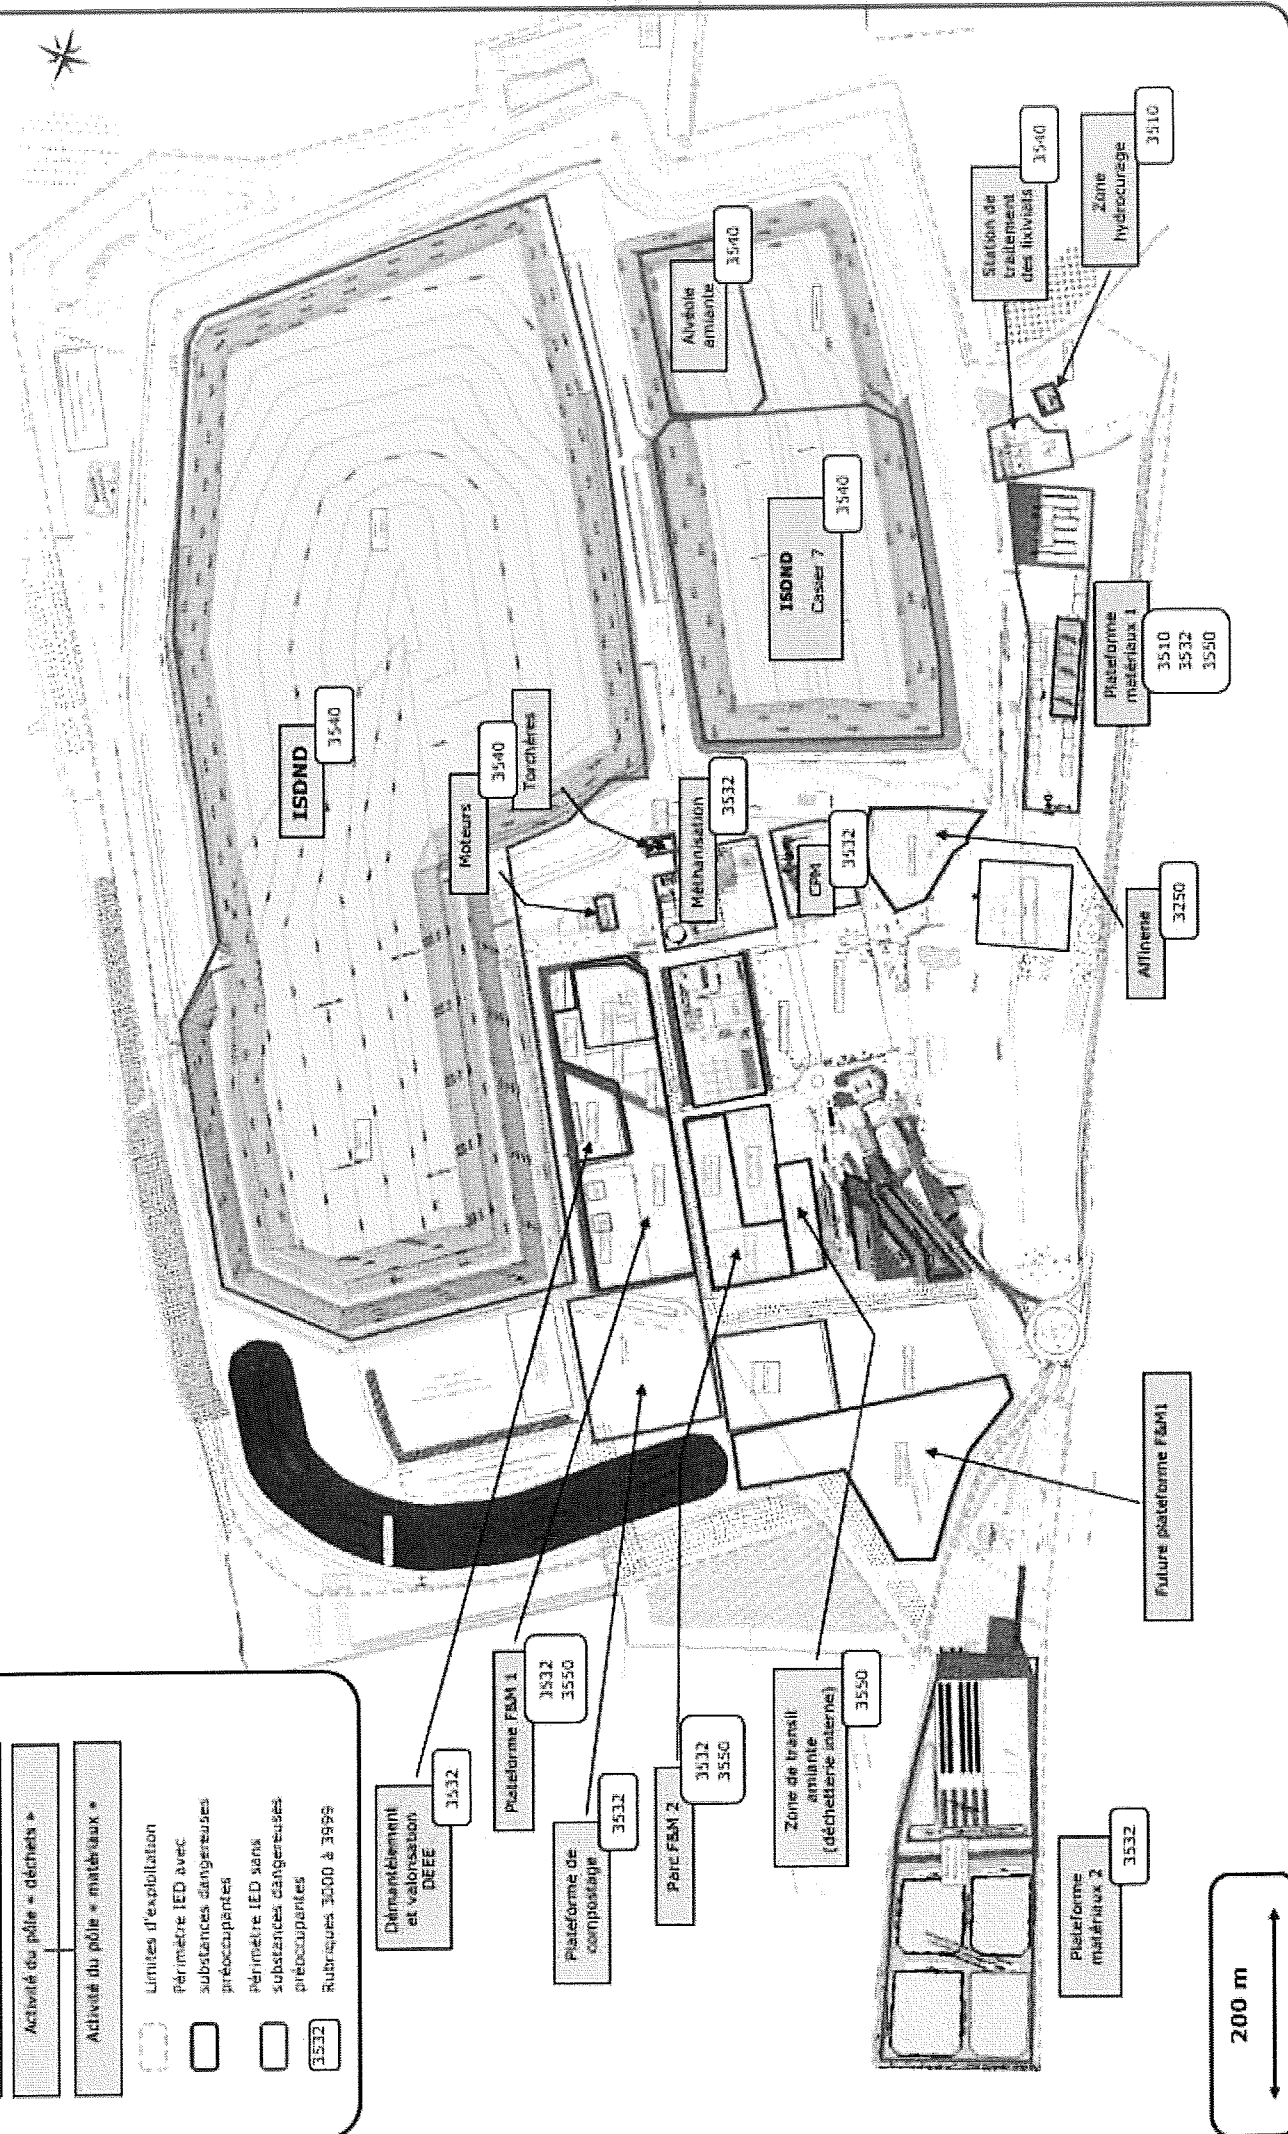 Activité du pôle « déchets »
Activité du pôle « matériaux »
Limites d'exploitation
Périmètre IED avec
substances dangereuses
préoccupantes
Périmètre IED sans
substances dangereuses
préoccupantes
3532
Rubriques 3000 à 3999
Démantèlement
et valorisation
DEEE
3532
Plateforme F&M 1
3532
3550
Plateforme de
compostage
3532
Parc F&M 2
3532
3550
Zone de transit
amiante
(déchetterie interne)
3550
Plateforme
matériaux 2
3532
200 m
Future plateforme F&M1
ISDND
3540
Moteurs
3540
Torchères
Méthanisation
3532
CPM
3532
Affinerie
3250
Plateforme
matériaux 1
3510
3532
3550
ISDND
Casier 7
3540
Alvéole
amiante
3540
Station de
traitement
des lixiviats
3540
Zone
hydrocurage
3510